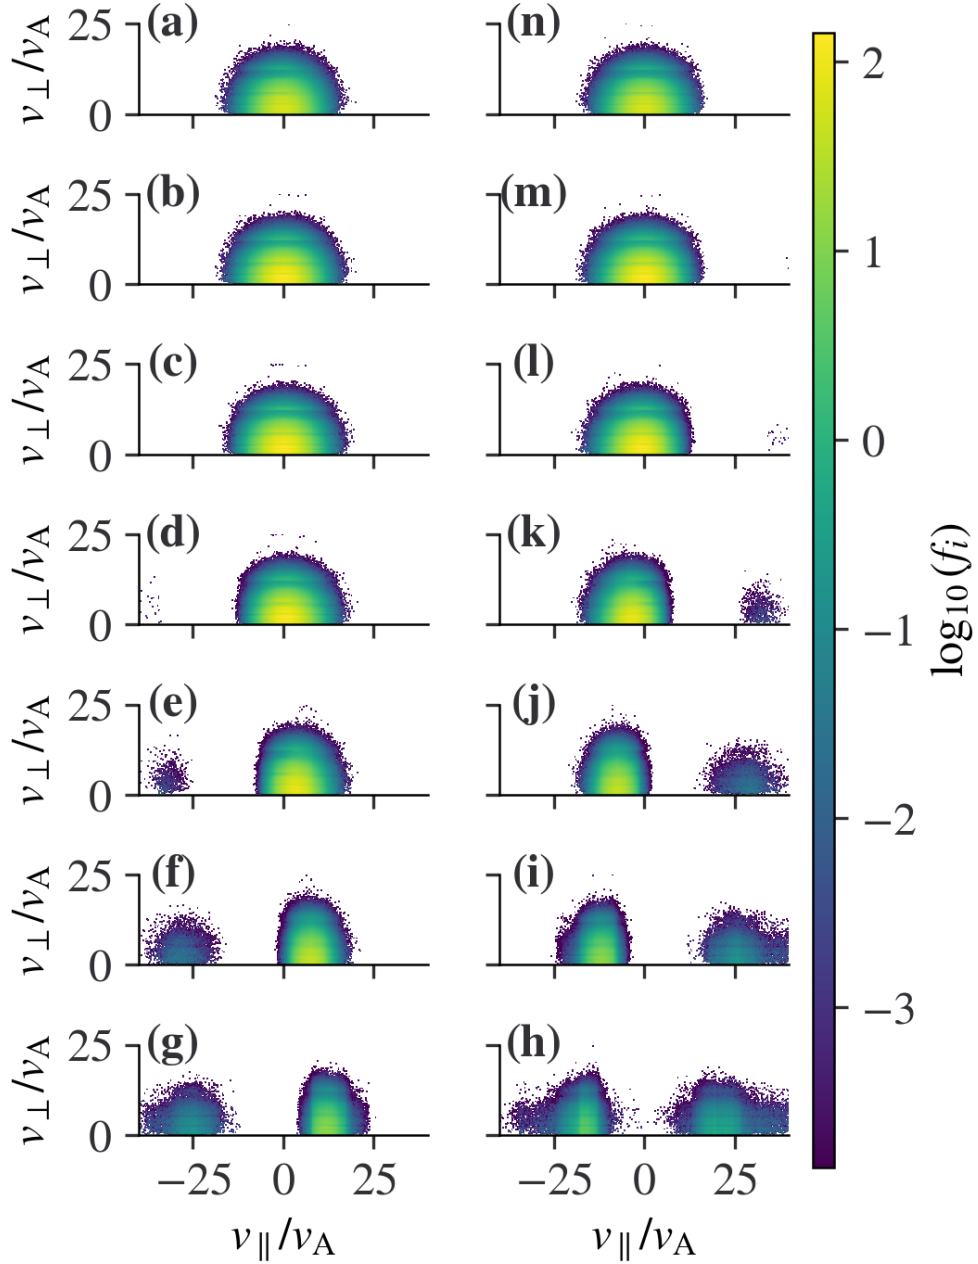 (a) (n)
25
0
v⊥/vA
2
(b) (m)
25
0
v⊥/vA
1
(c) (l)
25
0
v⊥/vA
0
(d) (k)
25
0
v⊥/vA
log10(fi)
−1
(e) (j)
25
0
v⊥/vA
−2
(f) (i)
25
0
v⊥/vA
−3
(g) (h)
25
0
v⊥/vA
−25 0 25 −25 0 25
v∥/vA v∥/vA